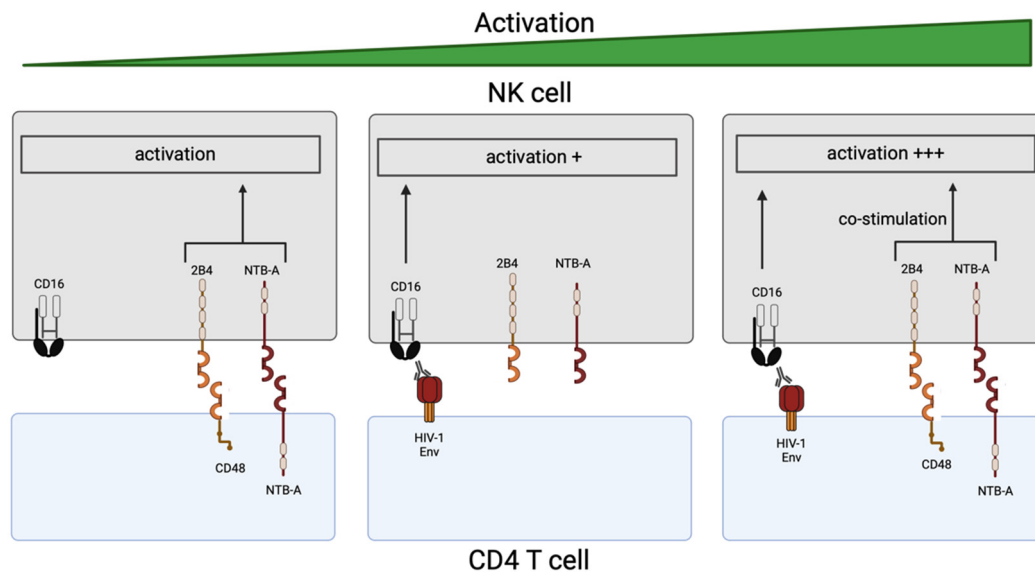 Activation
NK cell
activation
2B4
NTB-A
CD16
CD48
NTB-A
activation +
2B4
NTB-A
CD16
HIV-1
Env
activation +++
co-stimulation
2B4
NTB-A
CD16
HIV-1
Env
CD48
NTB-A
CD4 T cell